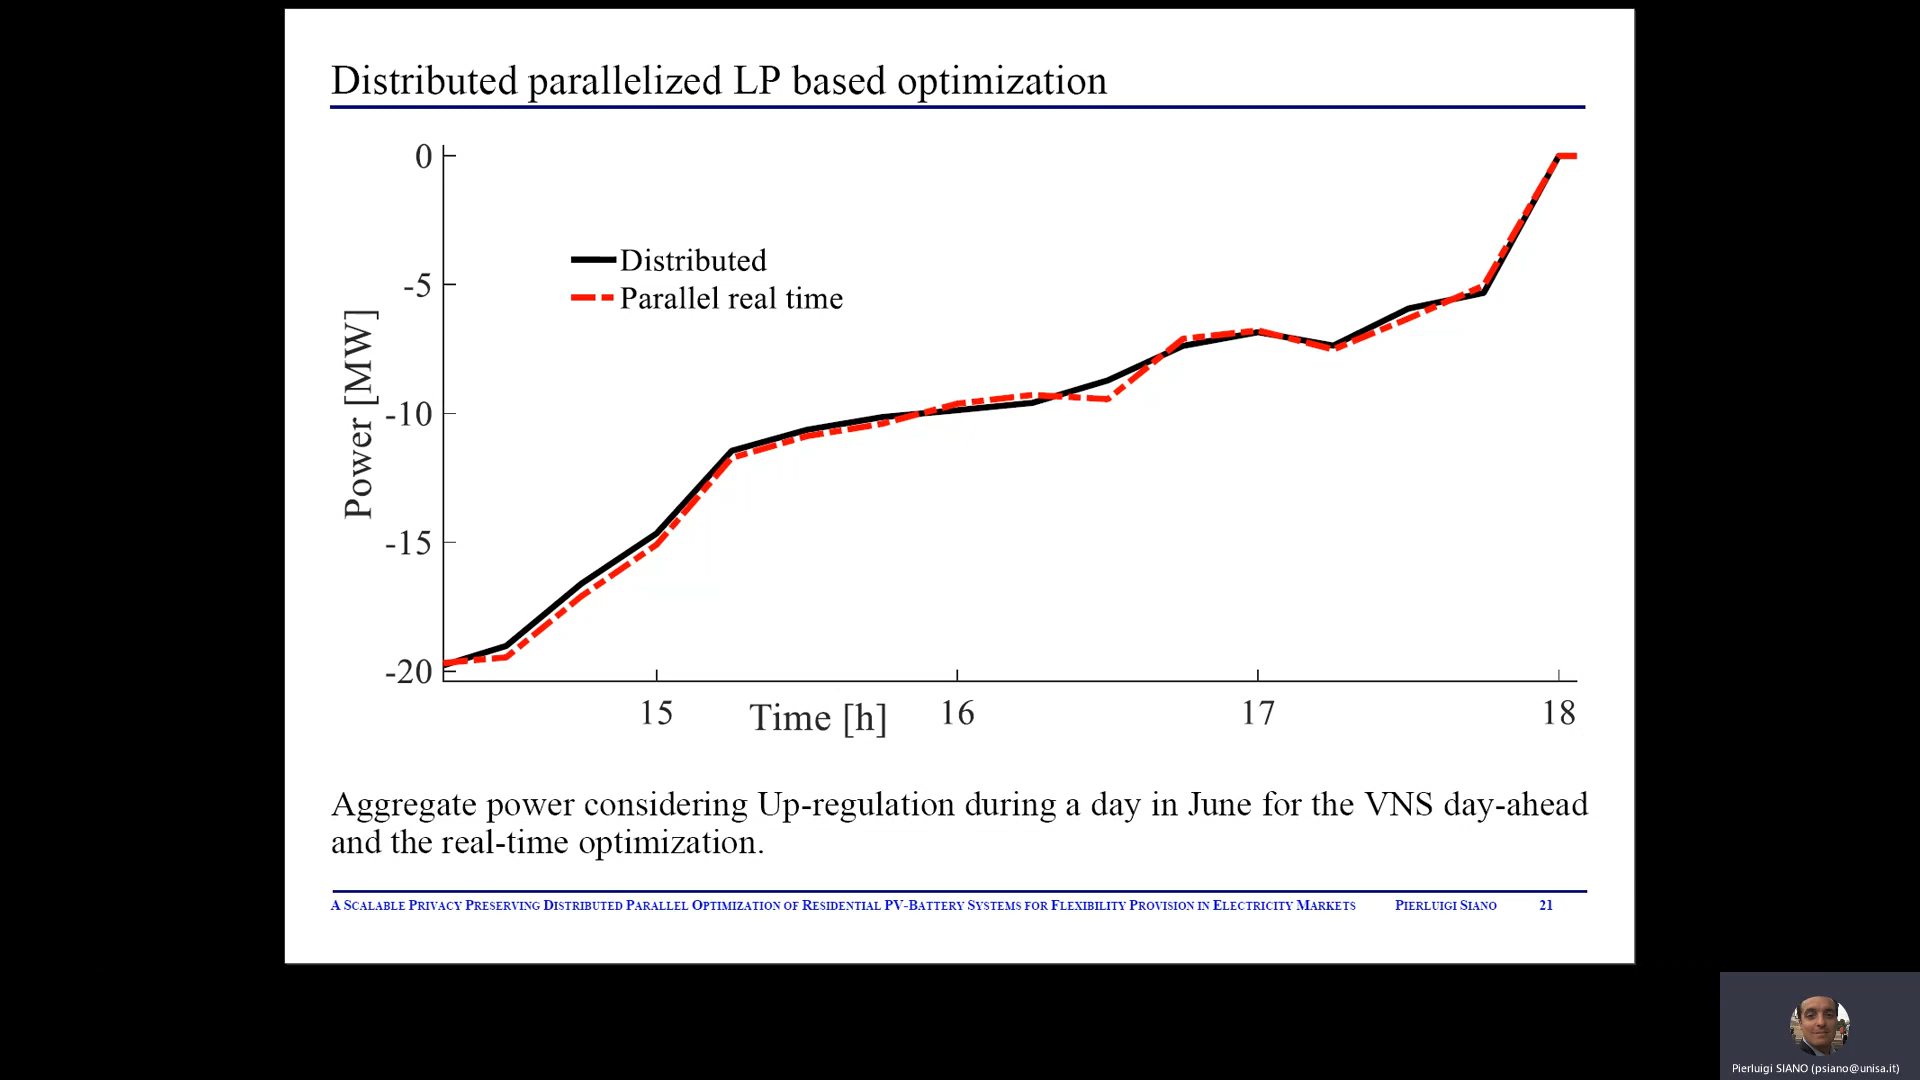 Distributed parallelized LP based optimization
0
-5
-10
-15
-20
Power [MW]
Distributed
Parallel real time
15
16
17
18
Time [h]
Aggregate power considering Up-regulation during a day in June for the VNS day-ahead
and the real-time optimization.
A SCALABLE PRIVACY PRESERVING DISTRIBUTED PARALLEL OPTIMIZATION OF RESIDENTIAL PV-BATTERY SYSTEMS FOR FLEXIBILITY PROVISION IN ELECTRICITY MARKETS PIERLUIGI SIANO 21
Pierluigi SIANO (psiano@unisa.it)